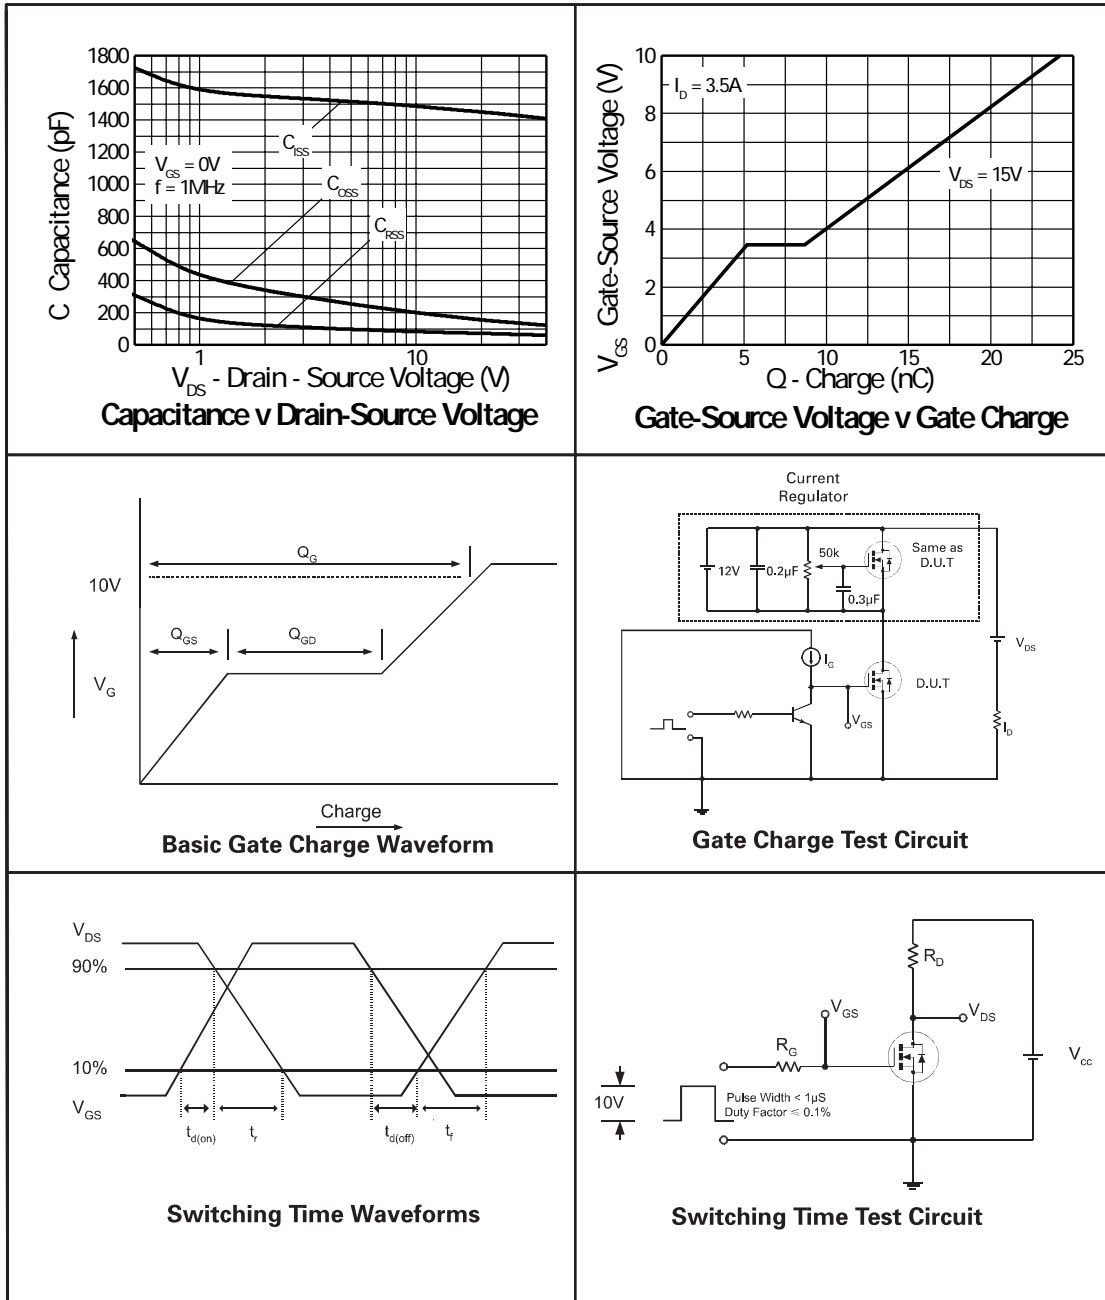 1800
1600
1400
1200
1000
800
600
400
200
0
C Capacitance (pF)
V_GS = 0V
f = 1MHz
C_ISS
C_OSS
C_RSS
1
10
V_DS - Drain - Source Voltage (V)
Capacitance v Drain-Source Voltage
10
8
6
4
2
0
V_GS Gate-Source Voltage (V)
I_D = 3.5A
V_DS = 15V
0
5
10
15
20
25
Q - Charge (nC)
Gate-Source Voltage v Gate Charge
Q_G
10V
Q_GS
Q_GD
V_G
Charge
Basic Gate Charge Waveform
Current
Regulator
12V
0.2µF
50k
0.3µF
Same as
D.U.T
I_G
V_DS
D.U.T
V_GS
I_D
Gate Charge Test Circuit
V_DS
90%
10%
V_GS
t_d(on)
t_r
t_d(off)
t_f
Switching Time Waveforms
R_D
V_GS
V_DS
R_G
V_cc
10V
Pulse Width < 1µS
Duty Factor ≤ 0.1%
Switching Time Test Circuit